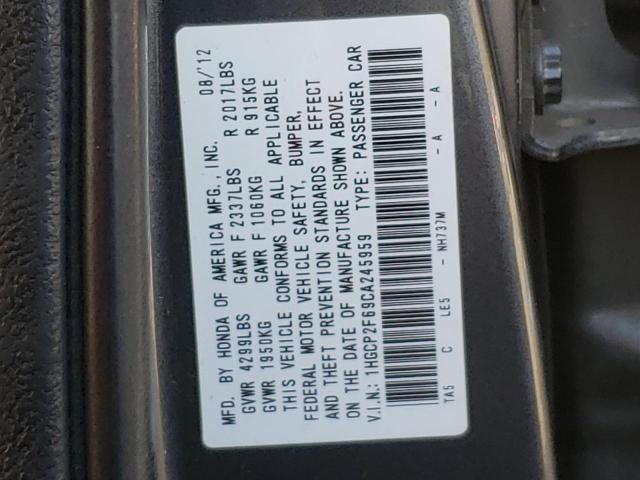 MFD. BY HONDA OF AMERICA MFG., INC. 08/'12
GVWR 4299LBS GAWR F 2337LBS R 2017LBS
GVWR 1950KG GAWR F 1060KG R 915KG
THIS VEHICLE CONFORMS TO ALL APPLICABLE
FEDERAL MOTOR VEHICLE SAFETY, BUMPER,
AND THEFT PREVENTION STANDARDS IN EFFECT
ON THE DATE OF MANUFACTURE SHOWN ABOVE.
V.I.N.: 1HGCP2F69CA245959 TYPE: PASSENGER CAR
TA5 C LE5 - NH737M - A - A